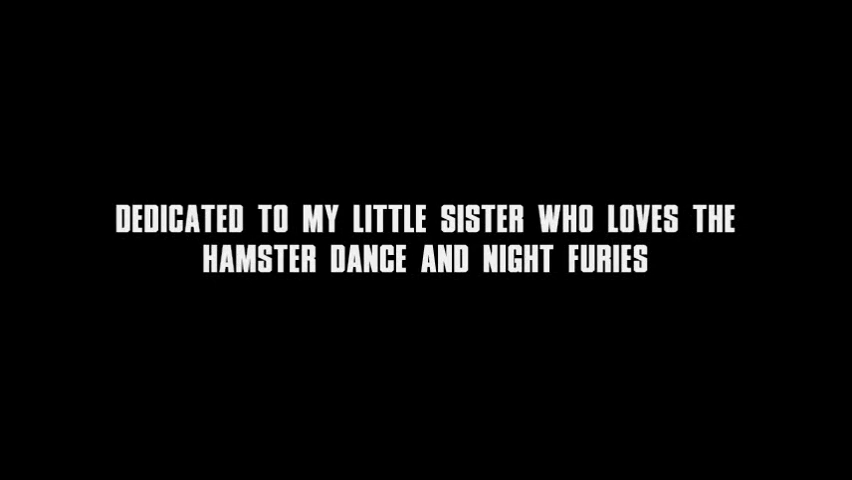 DEDICATED TO MY LITTLE SISTER WHO LOVES THE
HAMSTER DANCE AND NIGHT FURIES